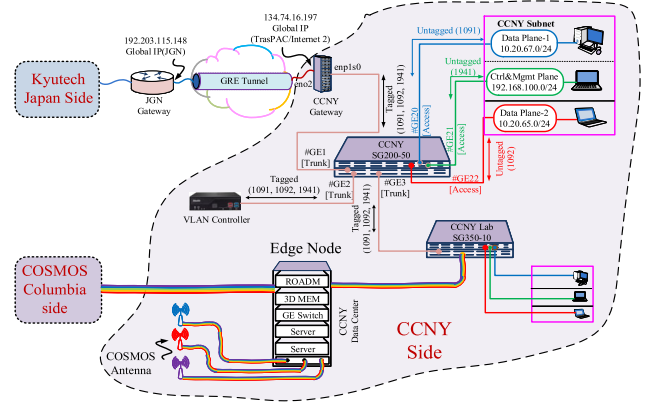 134.74.16.197
Global IP
(TrasPAC/Internet 2)
192.203.115.148
Global IP(JGN)
Kyutech
Japan Side
JGN
Gateway
GRE Tunnel
eno2
enp1s0
CCNY
Gateway
Tagged
(1091, 1092, 1941)
Untagged (1091)
#GE20
[Access]
Untagged
(1941)
#GE21
[Access]
CCNY Subnet
Data Plane-1
10.20.67.0/24
Ctrl&Mgmt Plane
192.168.100.0/24
Data Plane-2
10.20.65.0/24
Untagged
(1092)
#GE22
[Access]
CCNY
SG200-50
#GE1
[Trunk]
#GE2
[Trunk]
#GE3
[Trunk]
Tagged
(1091, 1092, 1941)
VLAN Controller
Tagged
(1091, 1092, 1941)
CCNY Lab
SG350-10
Edge Node
ROADM
3D MEM
GE Switch
Server
Server
CCNY
Data Center
COSMOS
Columbia
side
COSMOS
Antenna
CCNY
Side